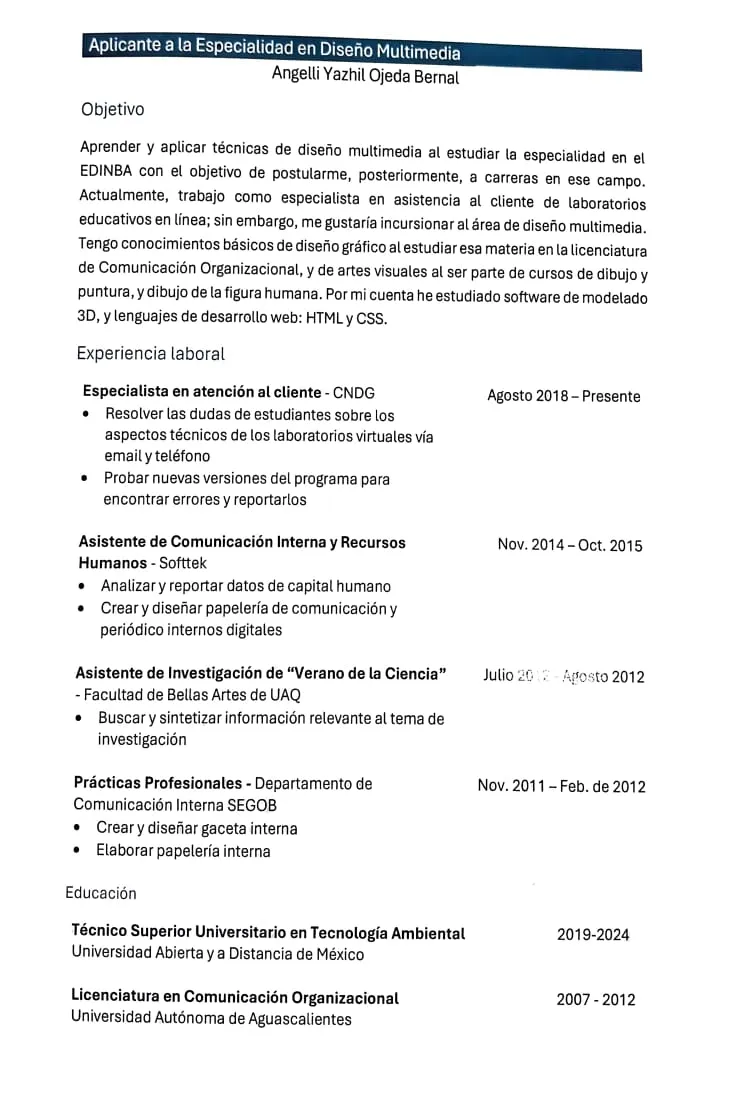 Aplicante a la Especialidad en Diseño Multimedia
Angelli Yazhil Ojeda Bernal
Objetivo
Aprender y aplicar técnicas de diseño multimedia al estudiar la especialidad en el
EDINBA con el objetivo de postularme, posteriormente, a carreras en ese campo.
Actualmente, trabajo como especialista en asistencia al cliente de laboratorios
educativos en línea; sin embargo, me gustaría incursionar al área de diseño multimedia.
Tengo conocimientos básicos de diseño gráfico al estudiar esa materia en la licenciatura
de Comunicación Organizacional, y de artes visuales al ser parte de cursos de dibujo y
puntura, y dibujo de la figura humana. Por mi cuenta he estudiado software de modelado
3D, y lenguajes de desarrollo web: HTML y CSS.
Experiencia laboral
Especialista en atención al cliente - CNDG Agosto 2018 – Presente
• Resolver las dudas de estudiantes sobre los
aspectos técnicos de los laboratorios virtuales vía
email y teléfono
• Probar nuevas versiones del programa para
encontrar errores y reportarlos
Asistente de Comunicación Interna y Recursos Nov. 2014 – Oct. 2015
Humanos - Softtek
• Analizar y reportar datos de capital humano
• Crear y diseñar papelería de comunicación y
periódico internos digitales
Asistente de Investigación de “Verano de la Ciencia” Julio - Agosto 2012
- Facultad de Bellas Artes de UAQ
• Buscar y sintetizar información relevante al tema de
investigación
Prácticas Profesionales - Departamento de Nov. 2011 – Feb. de 2012
Comunicación Interna SEGOB
• Crear y diseñar gaceta interna
• Elaborar papelería interna
Educación
Técnico Superior Universitario en Tecnología Ambiental 2019-2024
Universidad Abierta y a Distancia de México
Licenciatura en Comunicación Organizacional 2007 - 2012
Universidad Autónoma de Aguascalientes